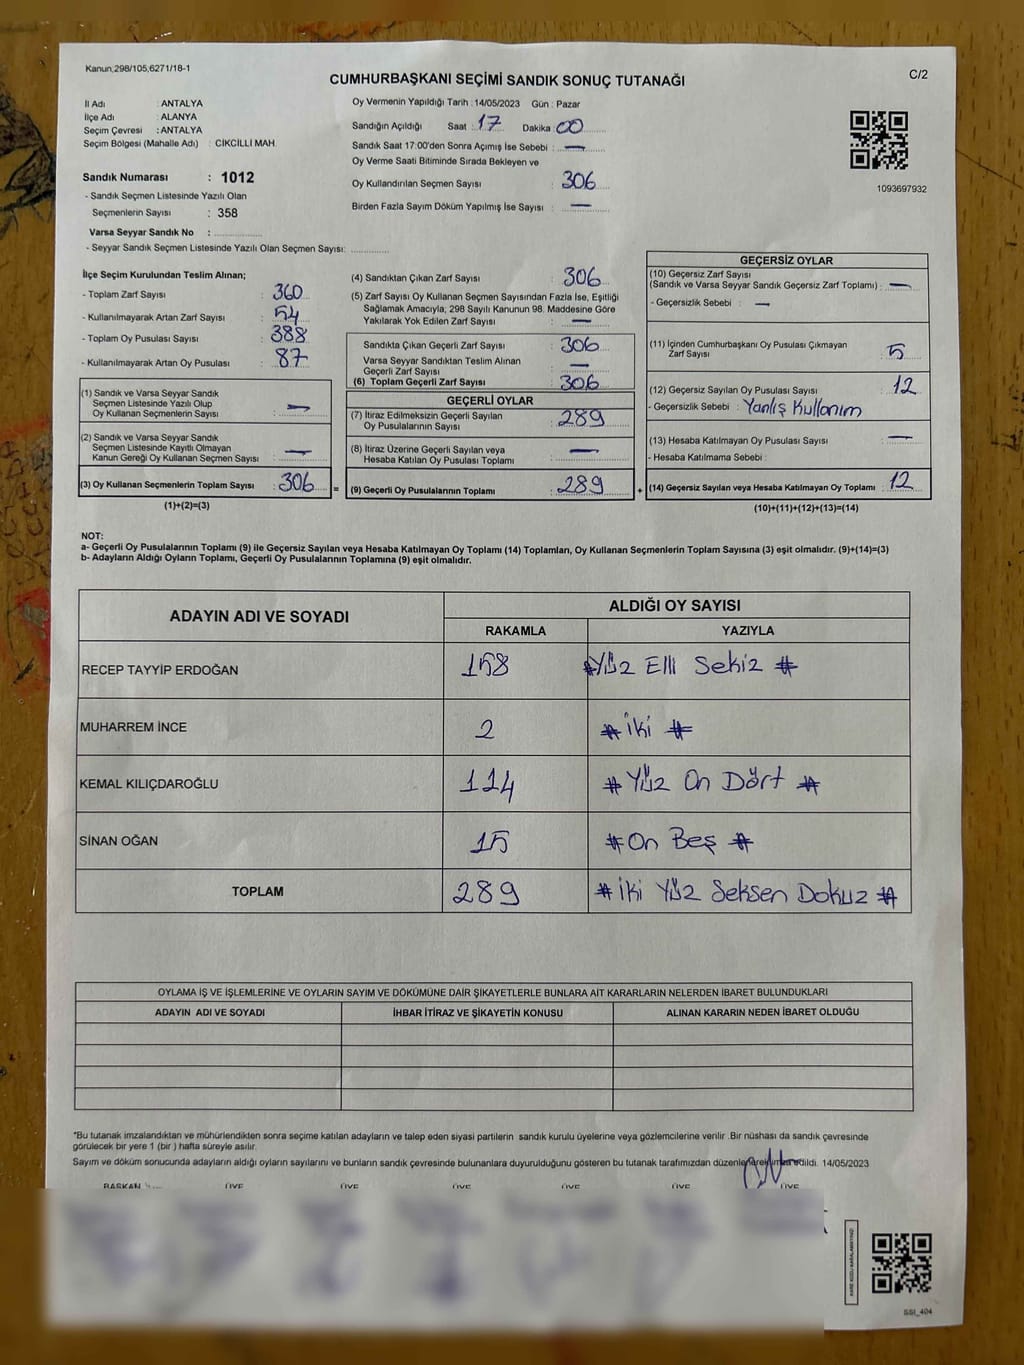 Kanun,298/105,6271/18-1
C/2
CUMHURBAŞKANI SEÇİMİ SANDIK SONUÇ TUTANAĞI
İl Adı : ANTALYA
İlçe Adı : ALANYA
Seçim Çevresi : ANTALYA
Seçim Bölgesi (Mahalle Adı) : CİKCİLLİ MAH.
Sandık Numarası : 1012
- Sandık Seçmen Listesinde Yazılı Olan
Seçmenlerin Sayısı : 358
Varsa Seyyar Sandık No :
- Seyyar Sandık Seçmen Listesinde Yazılı Olan Seçmen Sayısı:
Oy Vermenin Yapıldığı Tarih : 14/05/2023 Gün : Pazar
Sandığın Açıldığı Saat : 17 Dakika : 00
Sandık Saat 17:00'den Sonra Açımış İse Sebebi : —
Oy Verme Saati Bitiminde Sırada Bekleyen ve
Oy Kullandırılan Seçmen Sayısı : 306
Birden Fazla Sayım Döküm Yapılmış İse Sayısı : —
1093697932
İlçe Seçim Kurulundan Teslim Alınan;
- Toplam Zarf Sayısı : 360
- Kullanılmayarak Artan Zarf Sayısı : 54
- Toplam Oy Pusulası Sayısı : 388
- Kullanılmayarak Artan Oy Pusulası : 87
(1) Sandık ve Varsa Seyyar Sandık
Seçmen Listesinde Yazılı Olup
Oy Kullanan Seçmenlerin Sayısı : —
(2) Sandık ve Varsa Seyyar Sandık
Seçmen Listesinde Kayıtlı Olmayan
Kanun Gereği Oy Kullanan Seçmen Sayısı : —
(3) Oy Kullanan Seçmenlerin Toplam Sayısı : 306 =
(1)+(2)=(3)
(4) Sandıktan Çıkan Zarf Sayısı : 306
(5) Zarf Sayısı Oy Kullanan Seçmen Sayısından Fazla İse, Eşitliği
Sağlamak Amacıyla; 298 Sayılı Kanunun 98. Maddesine Göre
Yakılarak Yok Edilen Zarf Sayısı : —
Sandıkta Çıkan Geçerli Zarf Sayısı : 306
Varsa Seyyar Sandıktan Teslim Alınan
Geçerli Zarf Sayısı : —
(6) Toplam Geçerli Zarf Sayısı : 306
GEÇERLİ OYLAR
(7) İtiraz Edilmeksizin Geçerli Sayılan
Oy Pusulalarının Sayısı : 289
(8) İtiraz Üzerine Geçerli Sayılan veya
Hesaba Katılan Oy Pusulası Toplamı : —
(9) Geçerli Oy Pusulalarının Toplamı : 289 +
GEÇERSİZ OYLAR
(10) Geçersiz Zarf Sayısı
(Sandık ve Varsa Seyyar Sandık Geçersiz Zarf Toplamı) : —
- Geçersizlik Sebebi : —
(11) İçinden Cumhurbaşkanı Oy Pusulası Çıkmayan
Zarf Sayısı : 5
(12) Geçersiz Sayılan Oy Pusulası Sayısı : 12
- Geçersizlik Sebebi : Yanlış Kullanım
(13) Hesaba Katılmayan Oy Pusulası Sayısı : —
- Hesaba Katılmama Sebebi :
(14) Geçersiz Sayılan veya Hesaba Katılmayan Oy Toplamı : 12
(10)+(11)+(12)+(13)=(14)
NOT:
a- Geçerli Oy Pusulalarının Toplamı (9) ile Geçersiz Sayılan veya Hesaba Katılmayan Oy Toplamı (14) Toplamları, Oy Kullanan Seçmenlerin Toplam Sayısına (3) eşit olmalıdır. (9)+(14)=(3)
b- Adayların Aldığı Oyların Toplamı, Geçerli Oy Pusulalarının Toplamına (9) eşit olmalıdır.
ADAYIN ADI VE SOYADI ALDIĞI OY SAYISI
RAKAMLA YAZIYLA
RECEP TAYYİP ERDOĞAN 158 #Yüz Elli Sekiz #
MUHARREM İNCE 2 # iki #
KEMAL KILIÇDAROĞLU 114 # Yüz On Dört #
SİNAN OĞAN 15 #On Beş #
TOPLAM 289 # iki Yüz Seksen Dokuz #
OYLAMA İŞ VE İŞLEMLERİNE VE OYLARIN SAYIM VE DÖKÜMÜNE DAİR ŞİKAYETLERLE BUNLARA AİT KARARLARIN NELERDEN İBARET BULUNDUKLARI
ADAYIN ADI VE SOYADI İHBAR İTİRAZ VE ŞİKAYETİN KONUSU ALINAN KARARIN NEDEN İBARET OLDUĞU
*Bu tutanak imzalandıktan ve mühürlendikten sonra seçime katılan adayların ve talep eden siyasi partilerin sandık kurulu üyelerine veya gözlemcilerine verilir .Bir nüshası da sandık çevresinde
görülecek bir yere 1 (bir ) hafta süreyle asılır.
Sayım ve döküm sonucunda adayların aldığı oyların sayılarını ve bunların sandık çevresinde bulunanlara duyurulduğunu gösteren bu tutanak tarafımızdan düzenlenerek imza edildi. 14/05/2023
BAŞKAN ÜYE ÜYE ÜYE ÜYE ÜYE ÜYE
SSI_404